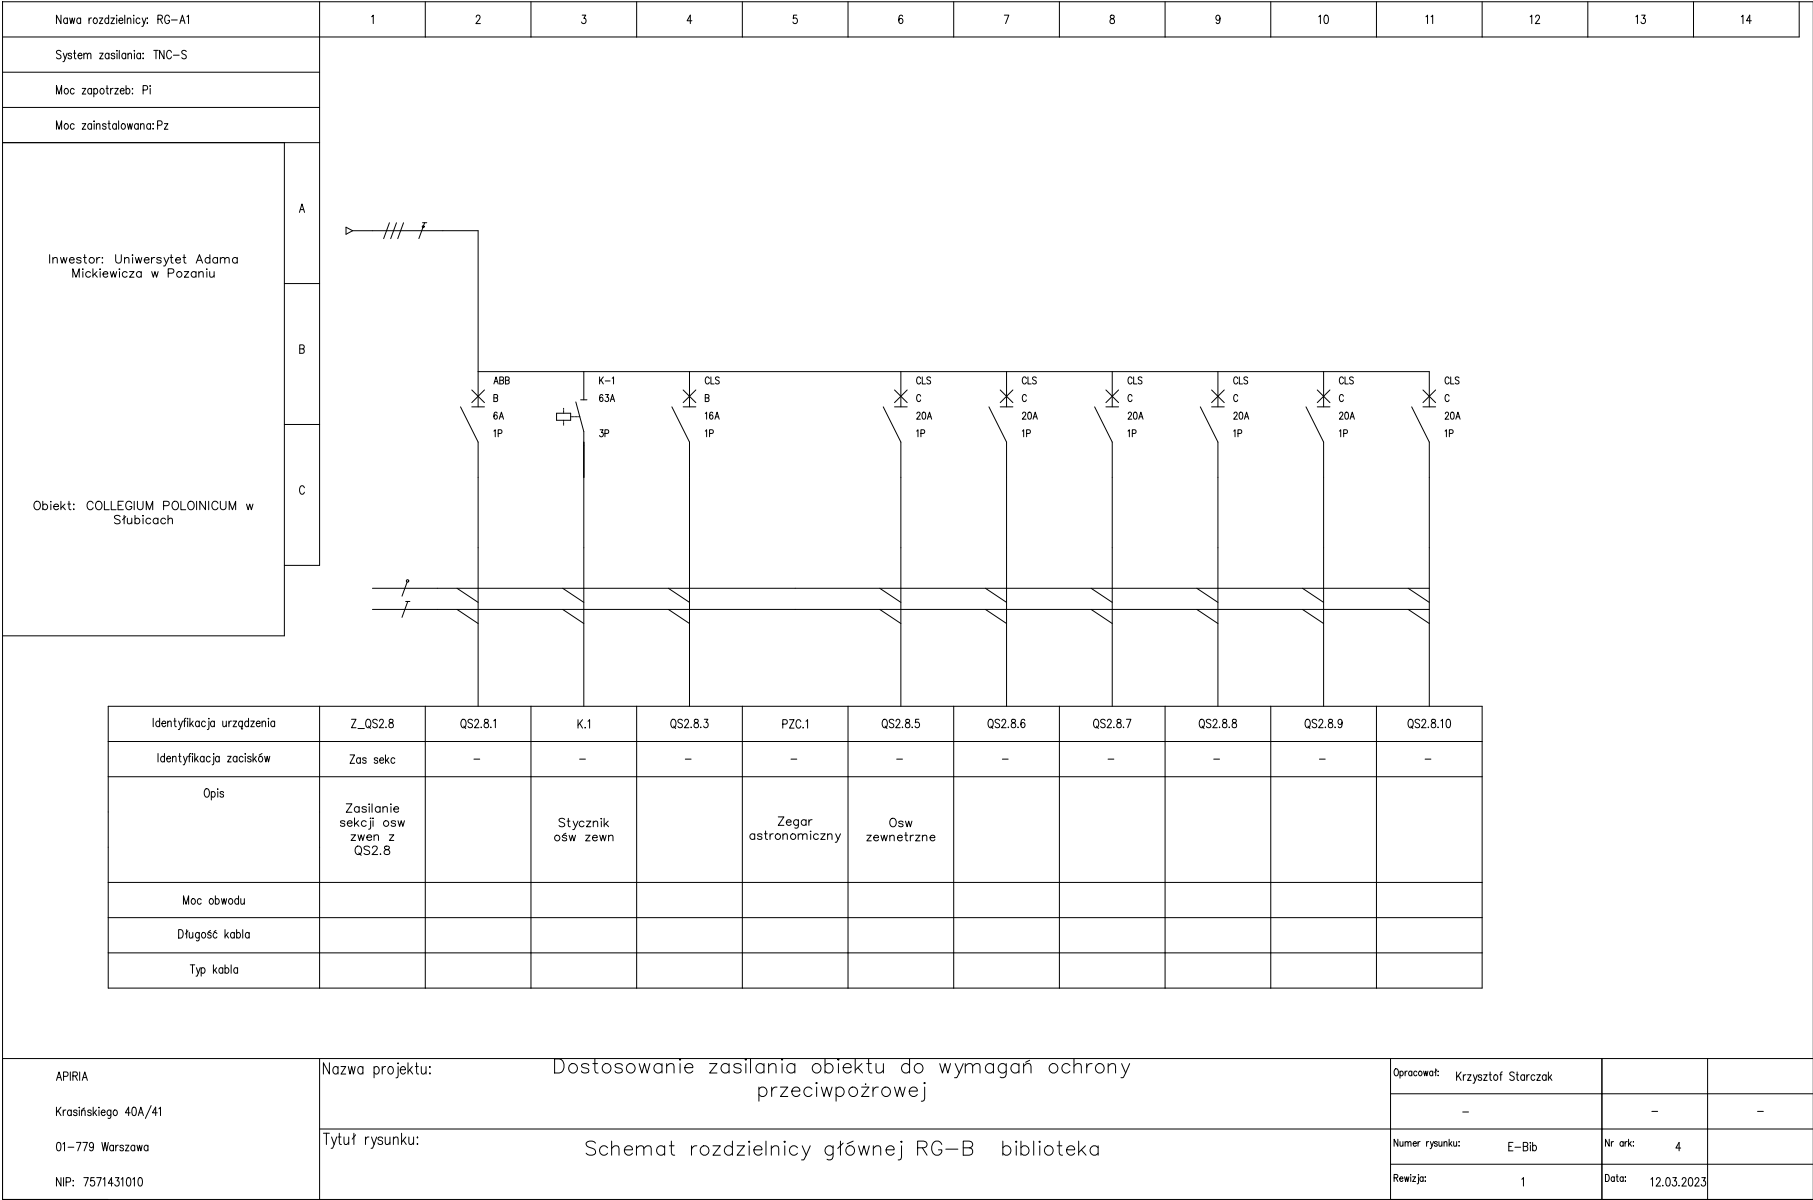 Nawa rozdzielnicy: RG-A1
1 2 3 4 5 6 7 8 9 10 11 12 13 14
System zasilania: TNC-S
Moc zapotrzeb: Pi
Moc zainstalowana:Pz
A
Inwestor: Uniwersytet Adama
Mickiewicza w Pozaniu
B
C
Obiekt: COLLEGIUM POLOINICUM w
Słubicach
ABB K-1 CLS CLS CLS CLS CLS CLS CLS
B 63A B C C C C C C
6A 16A 20A 20A 20A 20A 20A 20A
1P 3P 1P 1P 1P 1P 1P 1P 1P
Identyfikacja urządzenia Z_QS2.8 QS2.8.1 K.1 QS2.8.3 PZC.1 QS2.8.5 QS2.8.6 QS2.8.7 QS2.8.8 QS2.8.9 QS2.8.10
Identyfikacja zacisków Zas sekc - - - - - - - - - -
Opis
Zasilanie
sekcji osw
zwen z
QS2.8
Stycznik
ośw zewn
Zegar
astronomiczny
Osw
zewnetrzne
Moc obwodu
Długość kabla
Typ kabla
APIRIA
Krasińskiego 40A/41
01-779 Warszawa
NIP: 7571431010
Nazwa projektu:
Dostosowanie zasilania obiektu do wymagań ochrony
przeciwpożrowej
Tytuł rysunku:
Schemat rozdzielnicy głównej RG-B biblioteka
Opracował: Krzysztof Starczak
- - -
Numer rysunku: E-Bib Nr ark: 4
Rewizja: 1 Data: 12.03.2023